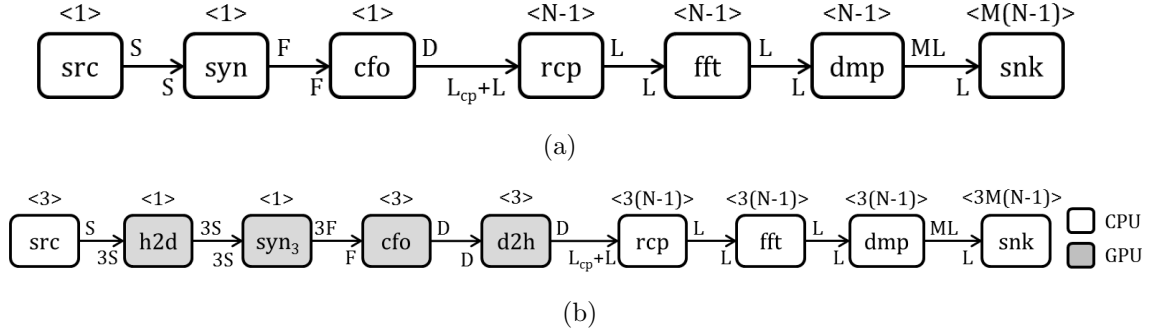 <1> <1> <1> <N-1> <N-1> <N-1> <M(N-1)>
src S S syn F F cfo D L_cp+L rcp L L fft L L dmp ML L snk
(a)
<3> <1> <1> <3> <3> <3(N-1)> <3(N-1)> <3(N-1)> <3M(N-1)>
src S 3S h2d 3S 3S syn₃ 3F F cfo D D d2h D L_cp+L rcp L L fft L L dmp ML L snk
CPU
GPU
(b)